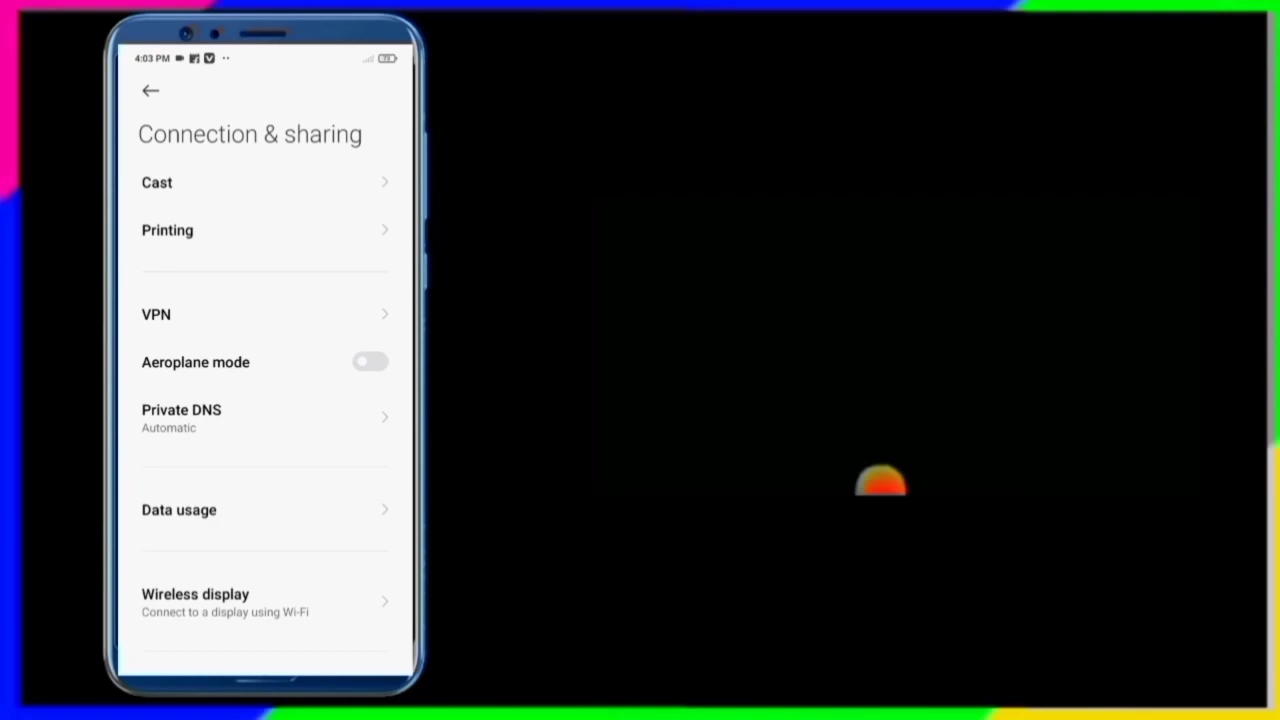 4:03 PM
Connection & sharing
Cast
Printing
VPN
Aeroplane mode
Private DNS
Automatic
Data usage
Wireless display
Connect to a display using Wi-Fi